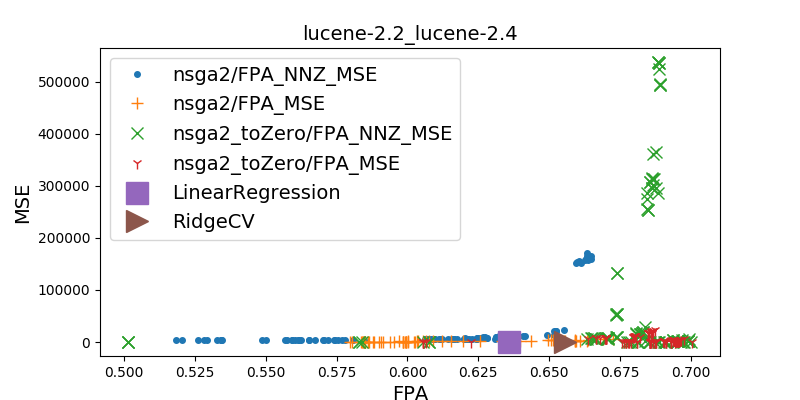 lucene-2.2_lucene-2.4
500000
400000
300000
200000
100000
0
MSE
nsga2/FPA_NNZ_MSE
nsga2/FPA_MSE
nsga2_toZero/FPA_NNZ_MSE
nsga2_toZero/FPA_MSE
LinearRegression
RidgeCV
0.500 0.525 0.550 0.575 0.600 0.625 0.650 0.675 0.700
FPA